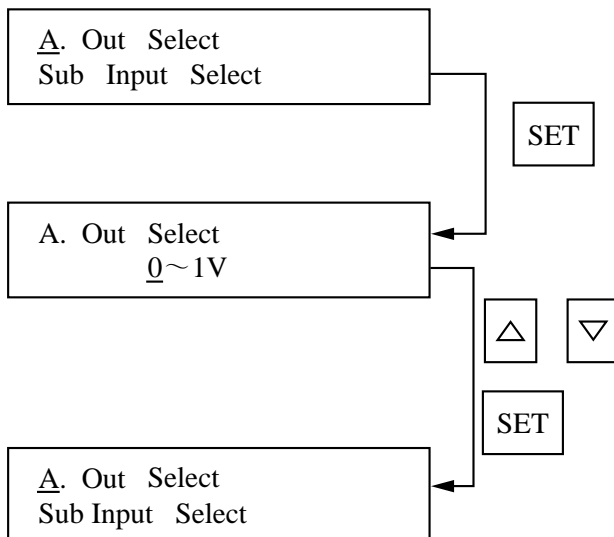 A. Out Select
Sub Input Select
SET
A. Out Select
0～1V
△ ▽
SET
A. Out Select
Sub Input Select